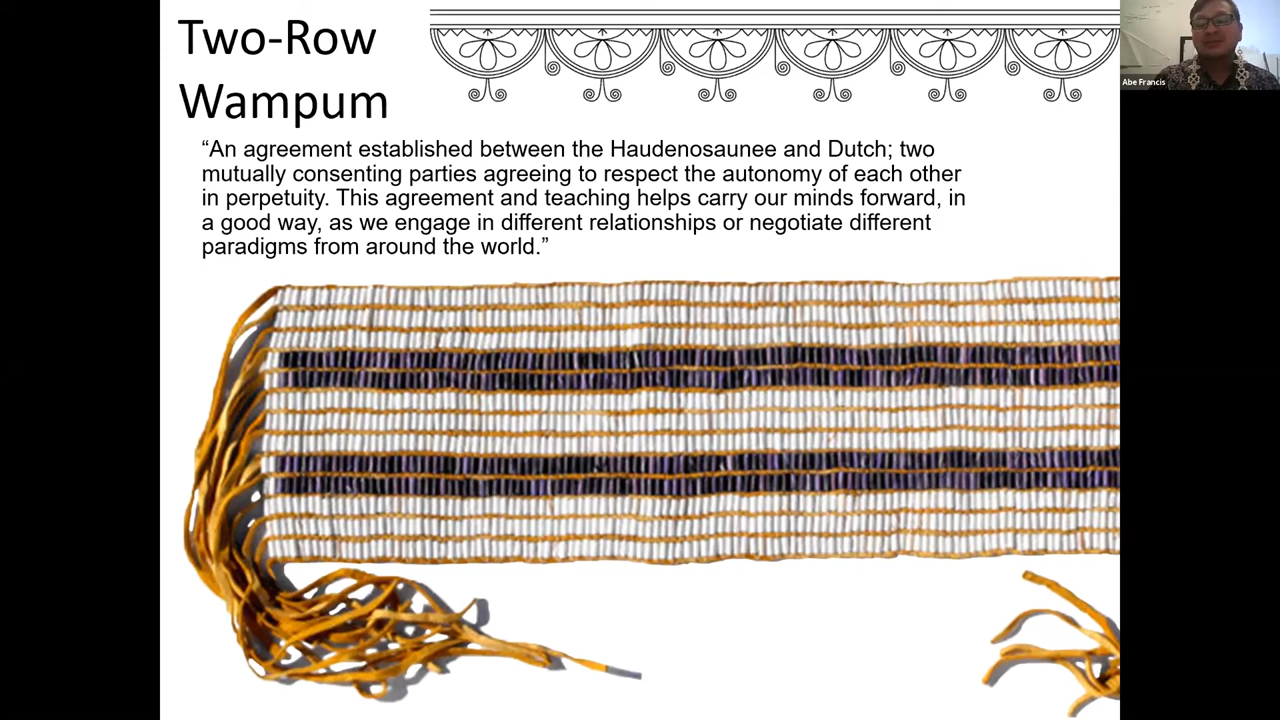 Two-Row
Wampum
“An agreement established between the Haudenosaunee and Dutch; two
mutually consenting parties agreeing to respect the autonomy of each other
in perpetuity. This agreement and teaching helps carry our minds forward, in
a good way, as we engage in different relationships or negotiate different
paradigms from around the world.”
Abe Francis